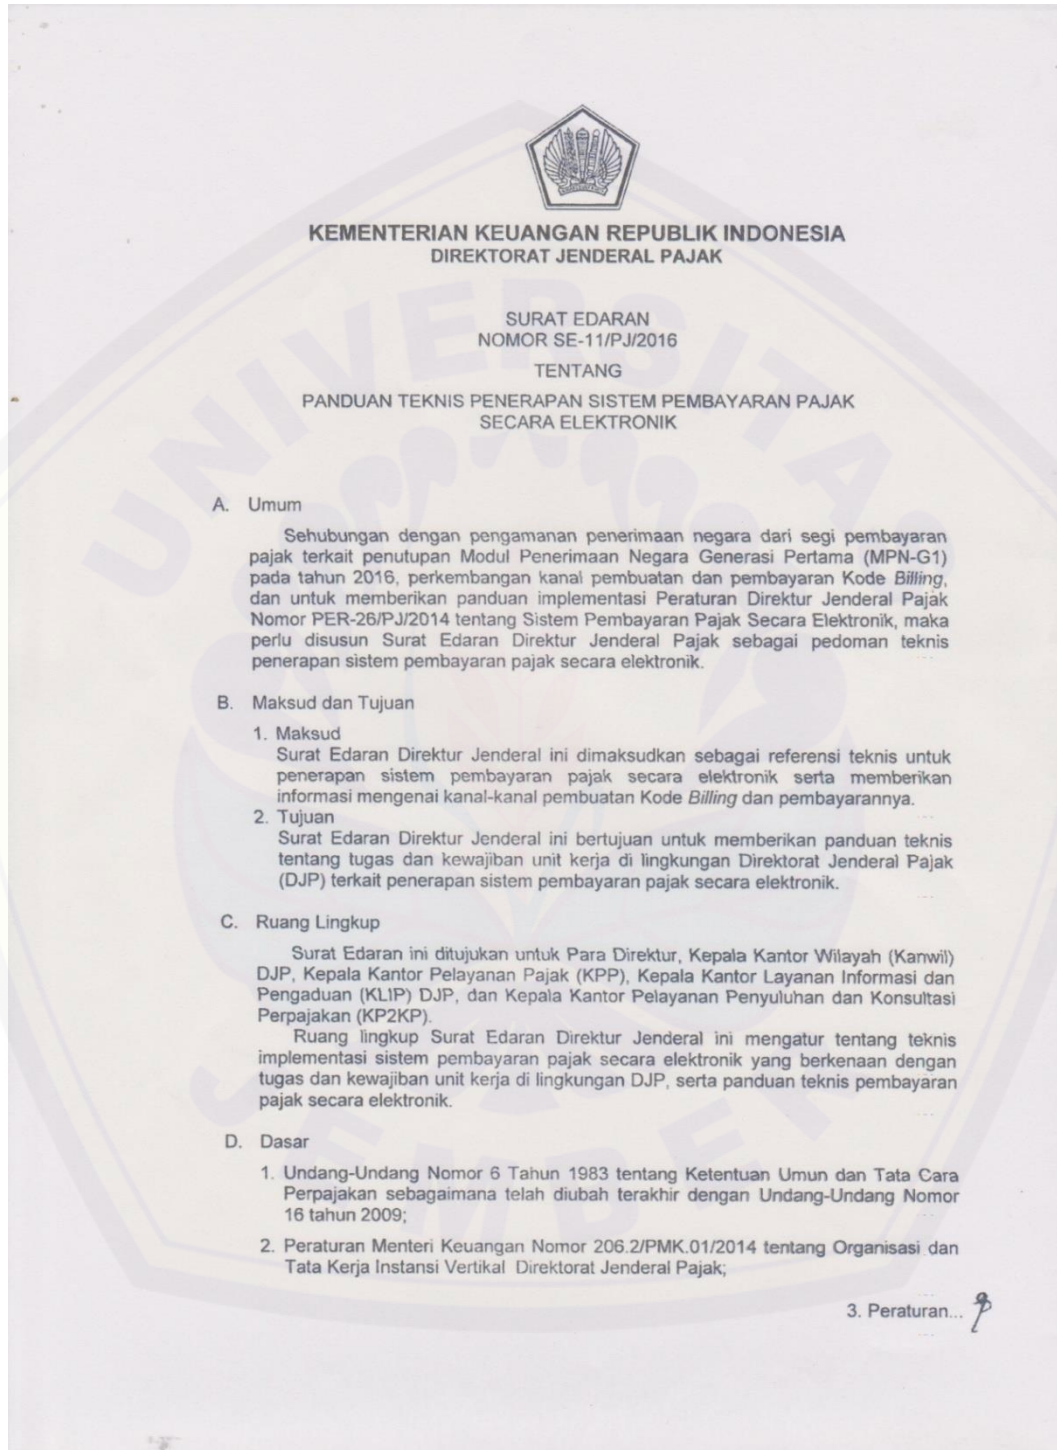 KEMENTERIAN KEUANGAN REPUBLIK INDONESIA
DIREKTORAT JENDERAL PAJAK
SURAT EDARAN
NOMOR SE-11/PJ/2016
TENTANG
PANDUAN TEKNIS PENERAPAN SISTEM PEMBAYARAN PAJAK
SECARA ELEKTRONIK
A. Umum
Sehubungan dengan pengamanan penerimaan negara dari segi pembayaran
pajak terkait penutupan Modul Penerimaan Negara Generasi Pertama (MPN-G1)
pada tahun 2016, perkembangan kanal pembuatan dan pembayaran Kode Billing,
dan untuk memberikan panduan implementasi Peraturan Direktur Jenderal Pajak
Nomor PER-26/PJ/2014 tentang Sistem Pembayaran Pajak Secara Elektronik, maka
perlu disusun Surat Edaran Direktur Jenderal Pajak sebagai pedoman teknis
penerapan sistem pembayaran pajak secara elektronik.
B. Maksud dan Tujuan
1. Maksud
Surat Edaran Direktur Jenderal ini dimaksudkan sebagai referensi teknis untuk
penerapan sistem pembayaran pajak secara elektronik serta memberikan
informasi mengenai kanal-kanal pembuatan Kode Billing dan pembayarannya.
2. Tujuan
Surat Edaran Direktur Jenderal ini bertujuan untuk memberikan panduan teknis
tentang tugas dan kewajiban unit kerja di lingkungan Direktorat Jenderal Pajak
(DJP) terkait penerapan sistem pembayaran pajak secara elektronik.
C. Ruang Lingkup
Surat Edaran ini ditujukan untuk Para Direktur, Kepala Kantor Wilayah (Kanwil)
DJP, Kepala Kantor Pelayanan Pajak (KPP), Kepala Kantor Layanan Informasi dan
Pengaduan (KLIP) DJP, dan Kepala Kantor Pelayanan Penyuluhan dan Konsultasi
Perpajakan (KP2KP).
Ruang lingkup Surat Edaran Direktur Jenderal ini mengatur tentang teknis
implementasi sistem pembayaran pajak secara elektronik yang berkenaan dengan
tugas dan kewajiban unit kerja di lingkungan DJP, serta panduan teknis pembayaran
pajak secara elektronik.
D. Dasar
1. Undang-Undang Nomor 6 Tahun 1983 tentang Ketentuan Umun dan Tata Cara
Perpajakan sebagaimana telah diubah terakhir dengan Undang-Undang Nomor
16 tahun 2009;
2. Peraturan Menteri Keuangan Nomor 206.2/PMK.01/2014 tentang Organisasi dan
Tata Kerja Instansi Vertikal Direktorat Jenderal Pajak;
3. Peraturan...
UNIVERSITAS
JEMBER